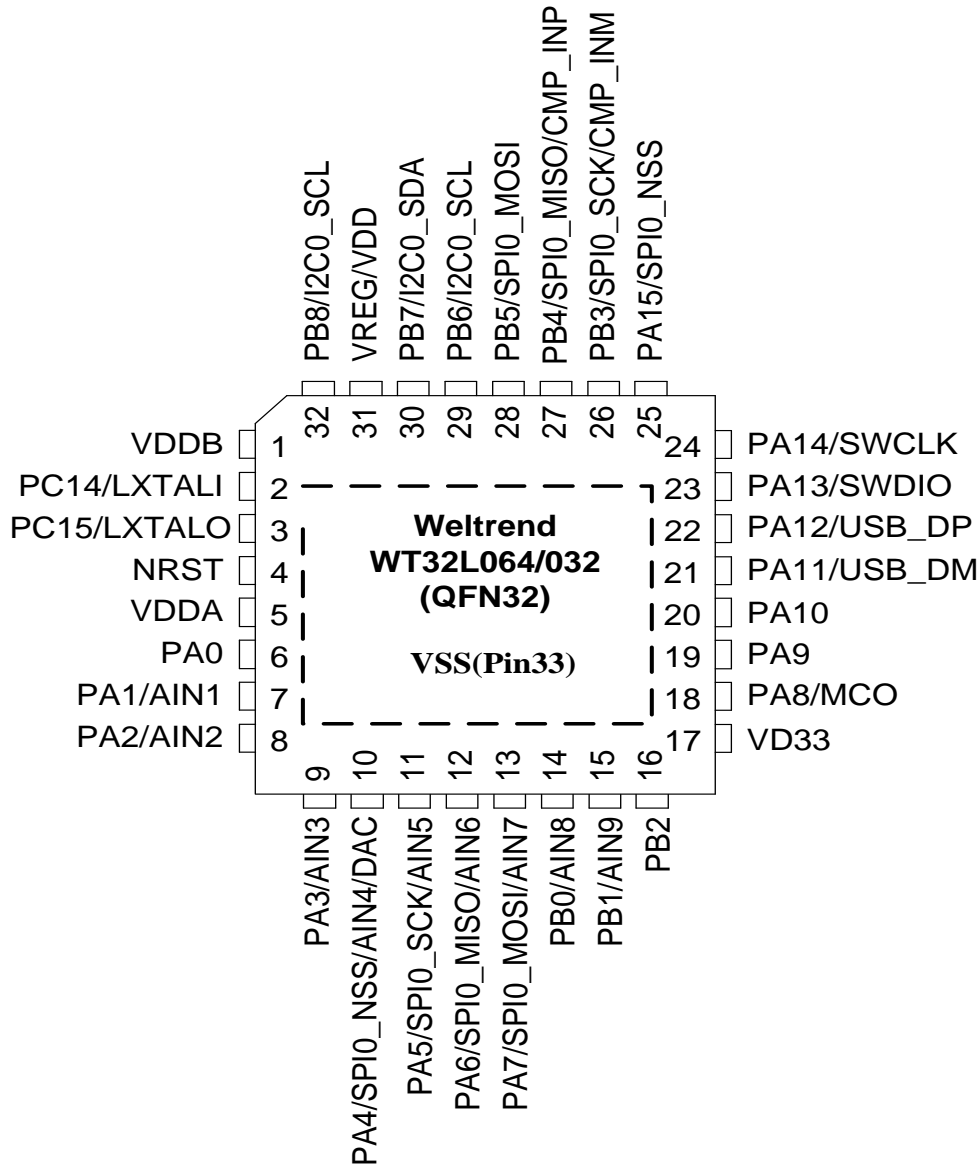 PB8/I2C0_SCL
VREG/VDD
PB7/I2C0_SDA
PB6/I2C0_SCL
PB5/SPI0_MOSI
PB4/SPI0_MISO/CMP_INP
PB3/SPI0_SCK/CMP_INM
PA15/SPI0_NSS
32
31
30
29
28
27
26
25
VDDB 1
PC14/LXTALI 2
PC15/LXTALO 3
NRST 4
VDDA 5
PA0 6
PA1/AIN1 7
PA2/AIN2 8
Weltrend
WT32L064/032
(QFN32)
VSS(Pin33)
24 PA14/SWCLK
23 PA13/SWDIO
22 PA12/USB_DP
21 PA11/USB_DM
20 PA10
19 PA9
18 PA8/MCO
17 VD33
9
10
11
12
13
14
15
16
PA3/AIN3
PA4/SPI0_NSS/AIN4/DAC
PA5/SPI0_SCK/AIN5
PA6/SPI0_MISO/AIN6
PA7/SPI0_MOSI/AIN7
PB0/AIN8
PB1/AIN9
PB2